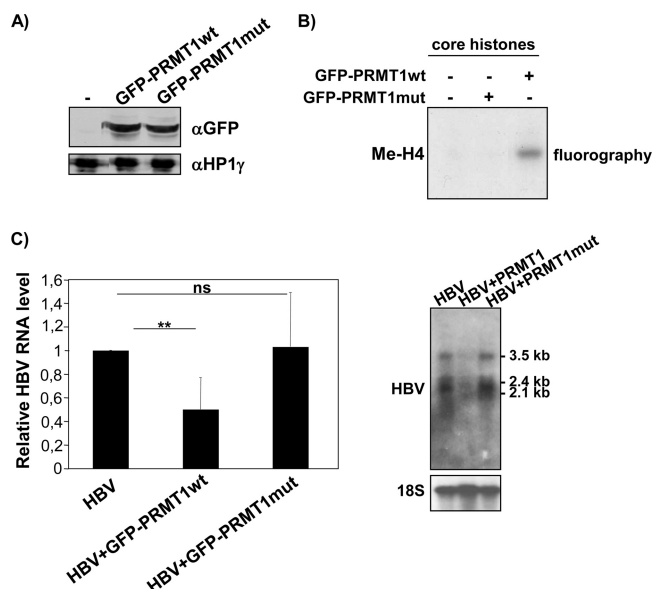 A)
- GFP-PRMT1wt GFP-PRMT1mut
αGFP
αHP1γ
B)
core histones
GFP-PRMT1wt - - +
GFP-PRMT1mut - + -
Me-H4
fluorography
C)
Relative HBV RNA level
1,6
1,4
1,2
1
0,8
0,6
0,4
0,2
0
ns
**
HBV
HBV+GFP-PRMT1wt
HBV+GFP-PRMT1mut
HBV HBV+PRMT1 HBV+PRMT1mut
HBV
- 3.5 kb
- 2.4 kb
- 2.1 kb
18S